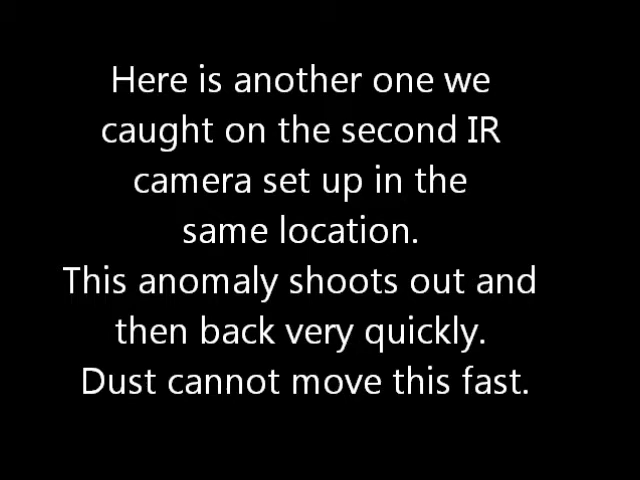 Here is another one we
caught on the second IR
camera set up in the
same location.
This anomaly shoots out and
then back very quickly.
Dust cannot move this fast.